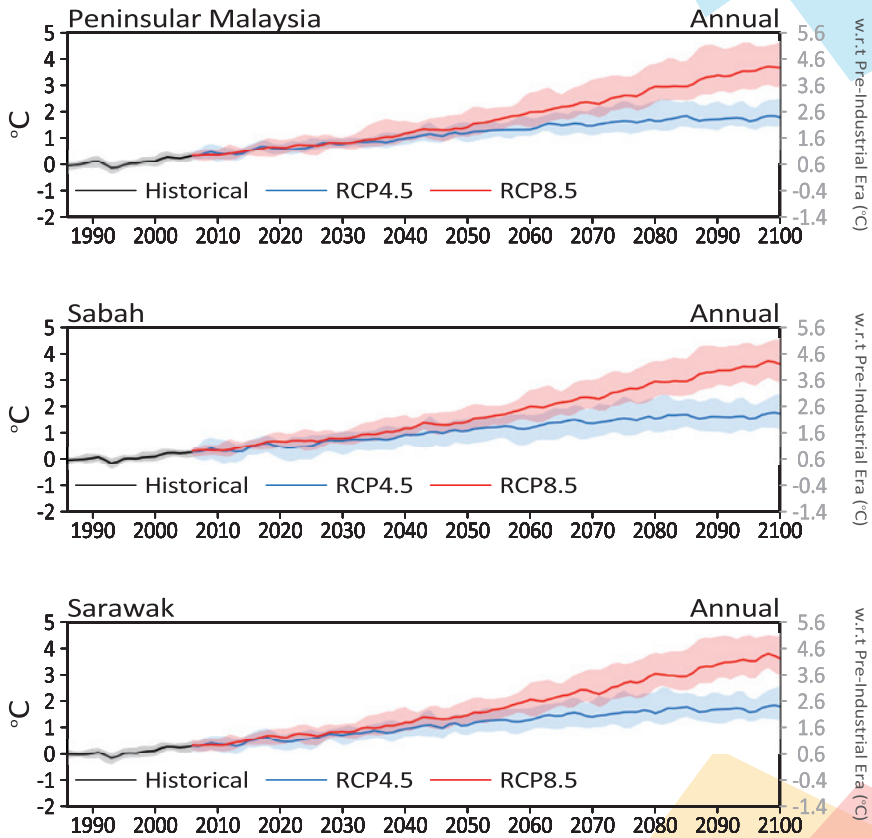 Peninsular Malaysia Annual
5 5.6
4 4.6
3 3.6
2 2.6
1 1.6
0 0.6
-1 -0.4
-2 -1.4
°C
w.r.t Pre-Industrial Era (°C)
Historical RCP4.5 RCP8.5
1990 2000 2010 2020 2030 2040 2050 2060 2070 2080 2090 2100
Sabah Annual
5 5.6
4 4.6
3 3.6
2 2.6
1 1.6
0 0.6
-1 -0.4
-2 -1.4
°C
w.r.t Pre-Industrial Era (°C)
Historical RCP4.5 RCP8.5
1990 2000 2010 2020 2030 2040 2050 2060 2070 2080 2090 2100
Sarawak Annual
5 5.6
4 4.6
3 3.6
2 2.6
1 1.6
0 0.6
-1 -0.4
-2 -1.4
°C
w.r.t Pre-Industrial Era (°C)
Historical RCP4.5 RCP8.5
1990 2000 2010 2020 2030 2040 2050 2060 2070 2080 2090 2100